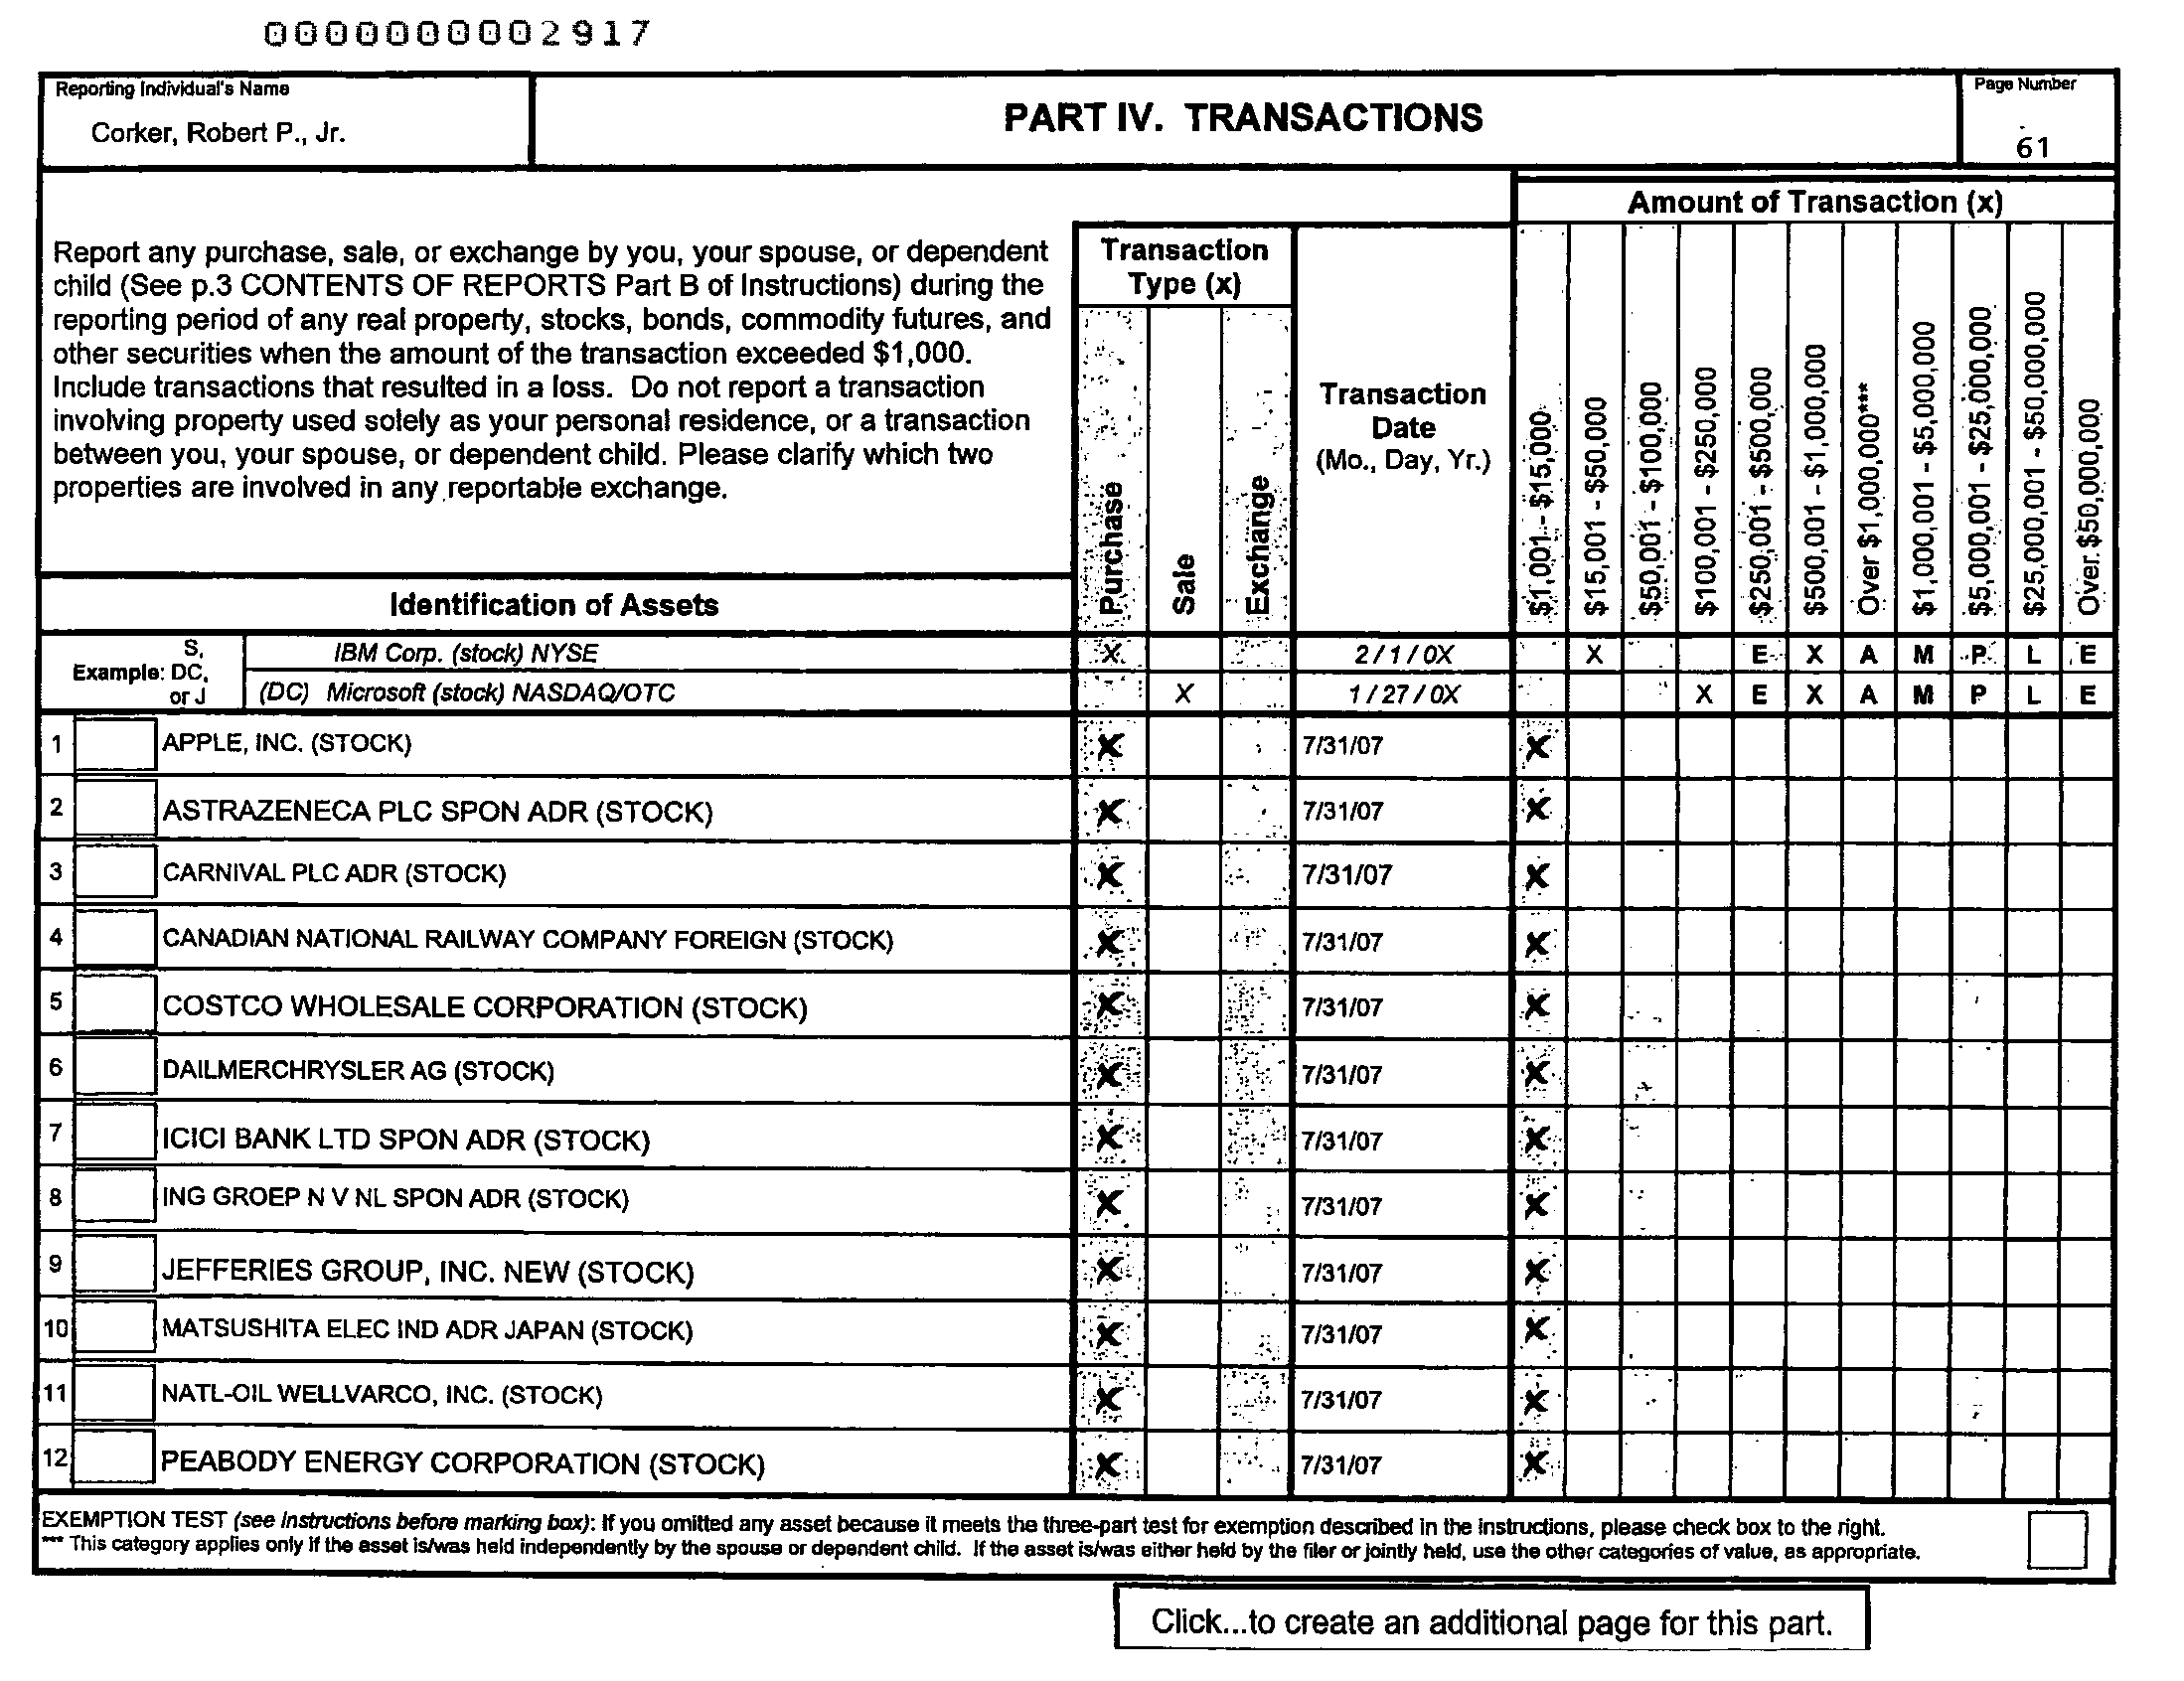 0000000002917
Reporting Individual's Name
Corker, Robert P., Jr.
PART IV. TRANSACTIONS
Page Number
61
Report any purchase, sale, or exchange by you, your spouse, or dependent
child (See p.3 CONTENTS OF REPORTS Part B of Instructions) during the
reporting period of any real property, stocks, bonds, commodity futures, and
other securities when the amount of the transaction exceeded $1,000.
Include transactions that resulted in a loss. Do not report a transaction
involving property used solely as your personal residence, or a transaction
between you, your spouse, or dependent child. Please clarify which two
properties are involved in any reportable exchange.
Identification of Assets
Transaction
Type (x)
Purchase
Sale
Exchange
Transaction
Date
(Mo., Day, Yr.)
Amount of Transaction (x)
$1,001 - $15,000
$15,001 - $50,000
$50,001 - $100,000
$100,001 - $250,000
$250,001 - $500,000
$500,001 - $1,000,000
Over $1,000,000***
$1,000,001 - $5,000,000
$5,000,001 - $25,000,000
$25,000,001 - $50,000,000
Over $50,000,000
S,
Example: DC,
or J
IBM Corp. (stock) NYSE X 2 / 1 / 0X X E X A M P L E
(DC) Microsoft (stock) NASDAQ/OTC X 1 / 27 / 0X X E X A M P L E
1 APPLE, INC. (STOCK) X 7/31/07 X
2 ASTRAZENECA PLC SPON ADR (STOCK) X 7/31/07 X
3 CARNIVAL PLC ADR (STOCK) X 7/31/07 X
4 CANADIAN NATIONAL RAILWAY COMPANY FOREIGN (STOCK) X 7/31/07 X
5 COSTCO WHOLESALE CORPORATION (STOCK) X 7/31/07 X
6 DAILMERCHRYSLER AG (STOCK) X 7/31/07 X
7 ICICI BANK LTD SPON ADR (STOCK) X 7/31/07 X
8 ING GROEP N V NL SPON ADR (STOCK) X 7/31/07 X
9 JEFFERIES GROUP, INC. NEW (STOCK) X 7/31/07 X
10 MATSUSHITA ELEC IND ADR JAPAN (STOCK) X 7/31/07 X
11 NATL-OIL WELLVARCO, INC. (STOCK) X 7/31/07 X
12 PEABODY ENERGY CORPORATION (STOCK) X 7/31/07 X
EXEMPTION TEST (see Instructions before marking box): If you omitted any asset because it meets the three-part test for exemption described in the instructions, please check box to the right.
*** This category applies only if the asset is/was held independently by the spouse or dependent child. If the asset is/was either held by the filer or jointly held, use the other categories of value, as appropriate.
Click...to create an additional page for this part.